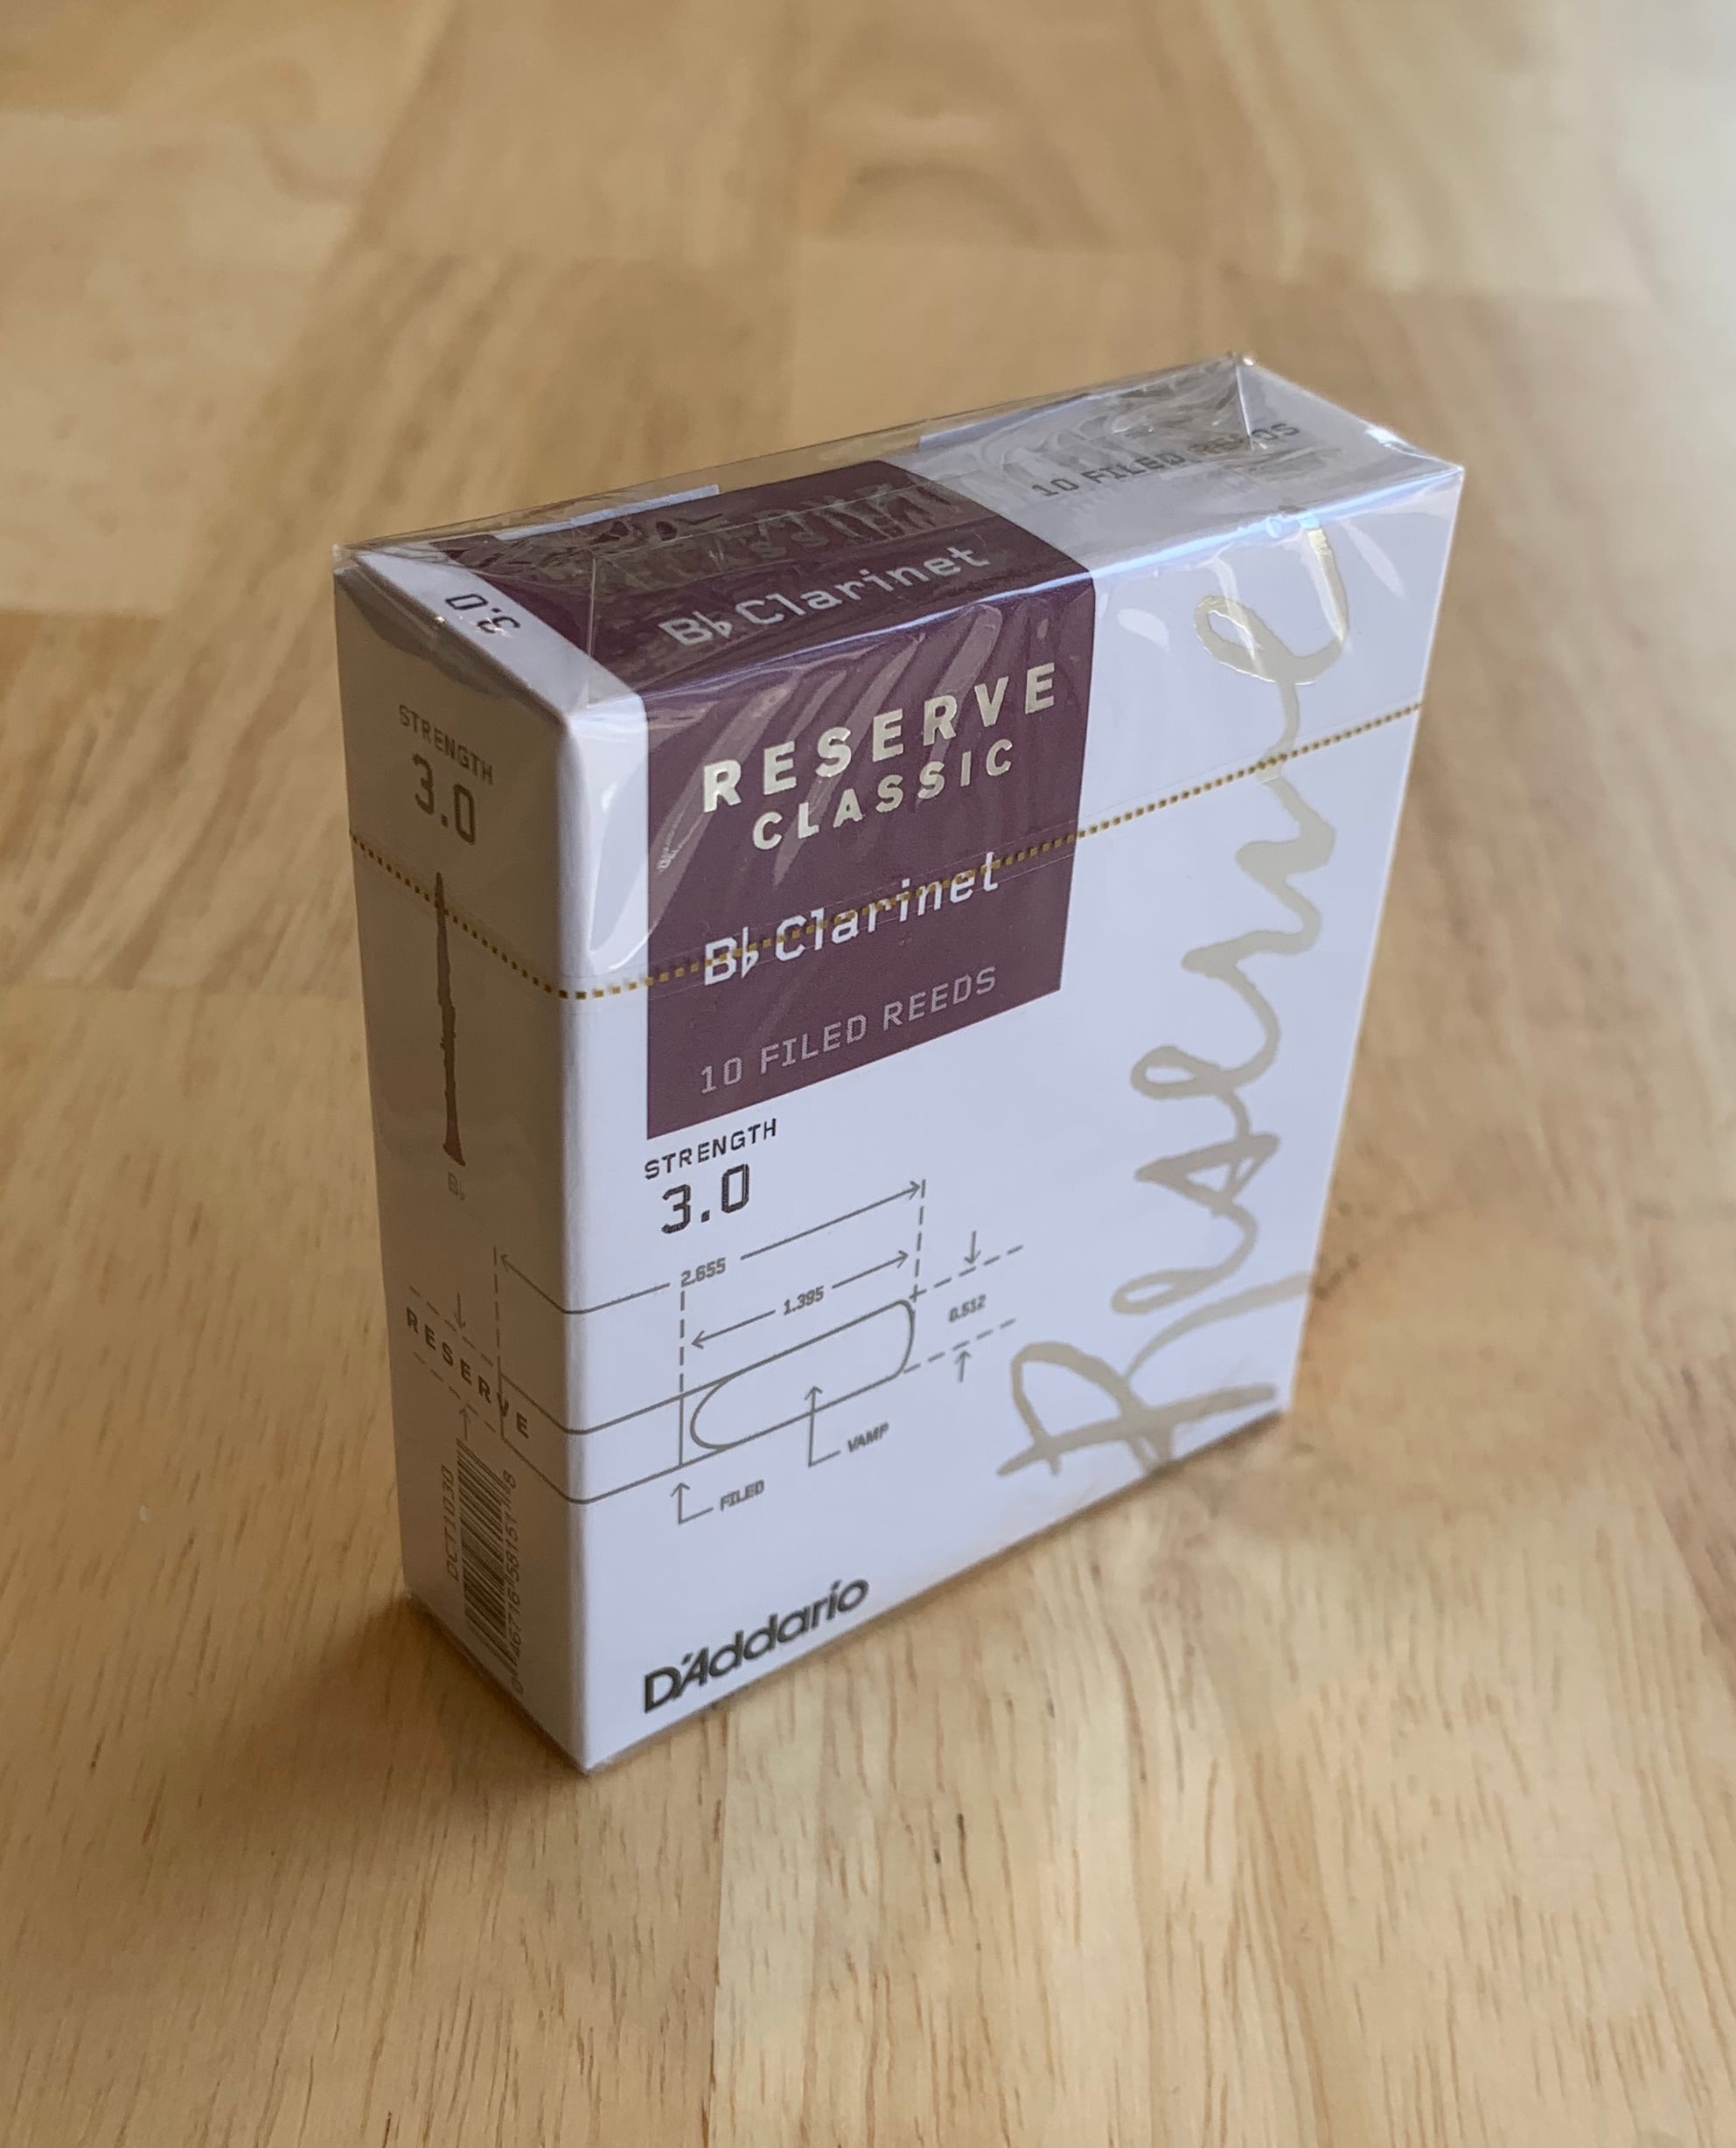 10 FILED REEDS
B♭ Clarinet
3.0
RESERVE
CLASSIC
B♭ Clarinet
10 FILED REEDS
STRENGTH
3.0
2.655
1.395
0.512
VAMP
FILED
D'Addario
Reserve
STRENGTH
3.0
B♭
RESERVE
DCT1030